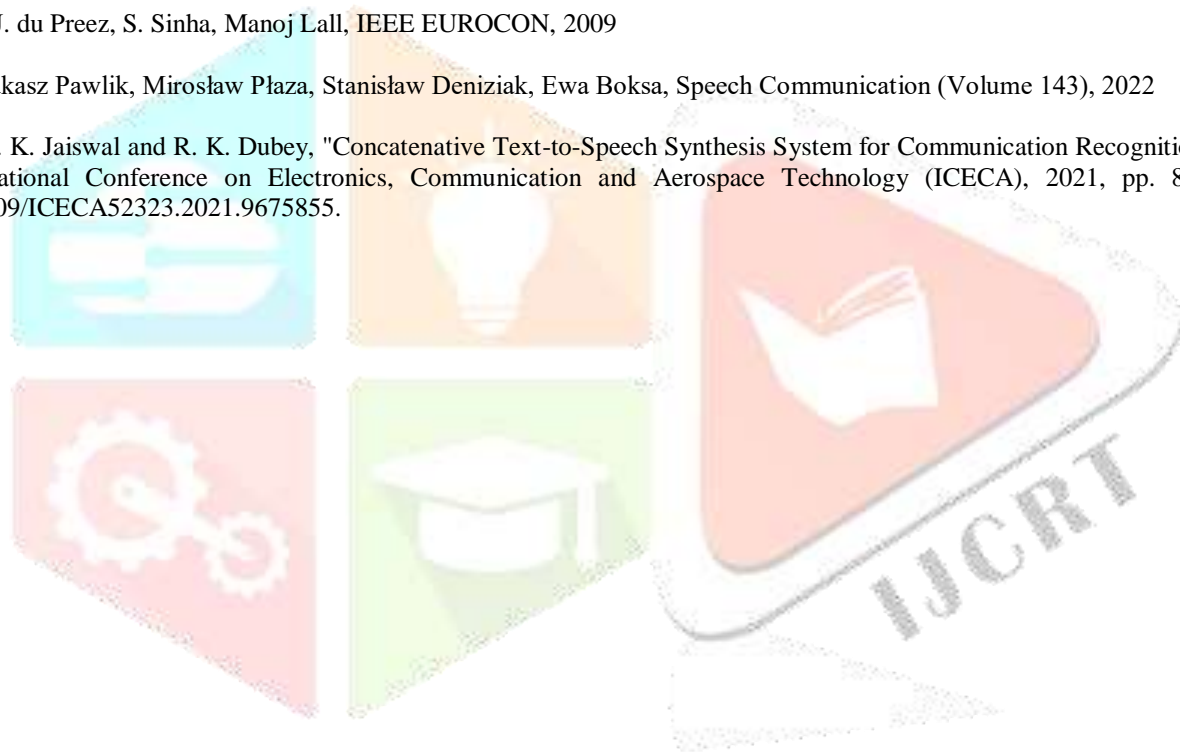 J. du Preez, S. Sinha, Manoj Lall, IEEE EUROCON, 2009
kasz Pawlik, Mirosław Płaza, Stanisław Deniziak, Ewa Boksa, Speech Communication (Volume 143), 2022
. K. Jaiswal and R. K. Dubey, "Concatenative Text-to-Speech Synthesis System for Communication Recogniti
ational Conference on Electronics, Communication and Aerospace Technology (ICECA), 2021, pp. 8
09/ICECA52323.2021.9675855.
IJCRT